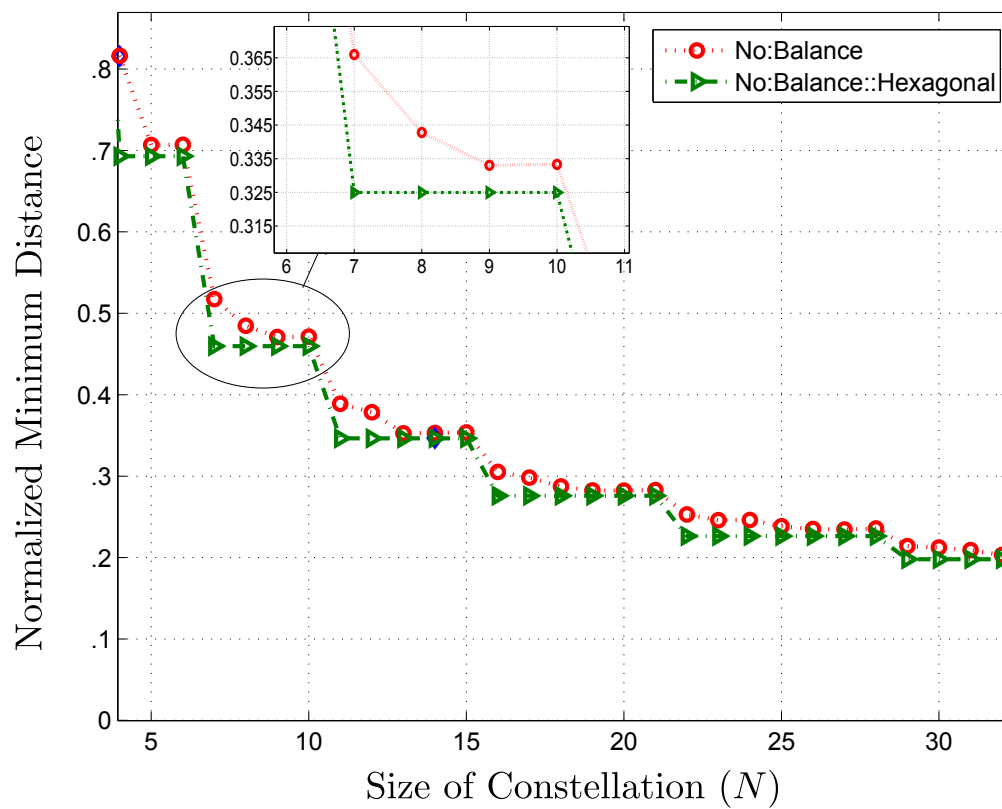 No:Balance
No:Balance::Hexagonal
0.365
0.355
0.345
0.335
0.325
0.315
6 7 8 9 10 11
Normalized Minimum Distance
.8
.7
0.6
0.5
0.4
.3
.2
.1
0
5 10 15 20 25 30
Size of Constellation (N)